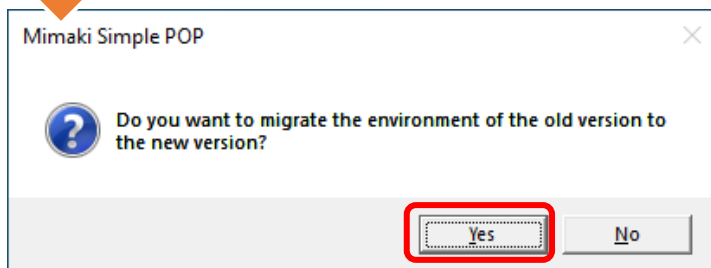 Mimaki Simple POP
Do you want to migrate the environment of the old version to
the new version?
Yes
No